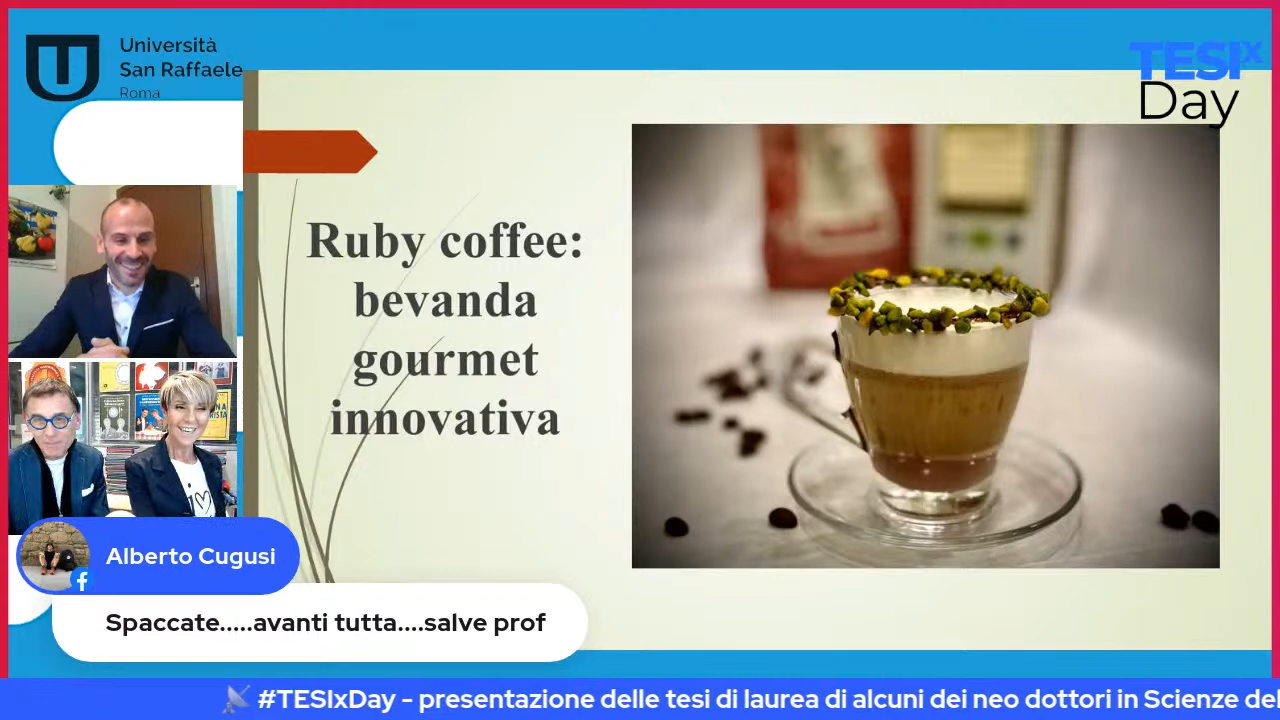 Università
San Raffaele
Roma
TESIx
Day
Ruby coffee:
bevanda
gourmet
innovativa
Alberto Cugusi
Spaccate.....avanti tutta....salve prof
#TESIxDay - presentazione delle tesi di laurea di alcuni dei neo dottori in Scienze del